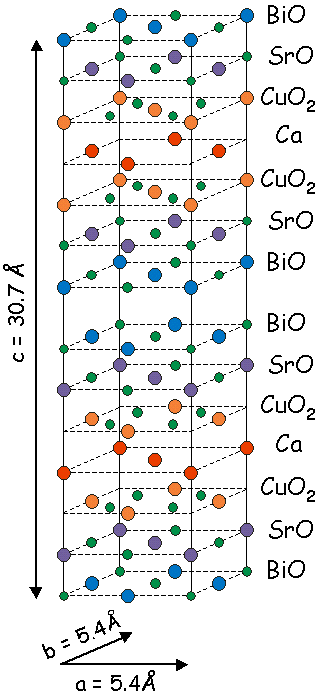 BiO
SrO
CuO₂
Ca
CuO₂
SrO
BiO
c = 30.7 Å
BiO
SrO
CuO₂
Ca
CuO₂
SrO
BiO
b = 5.4Å
a = 5.4Å